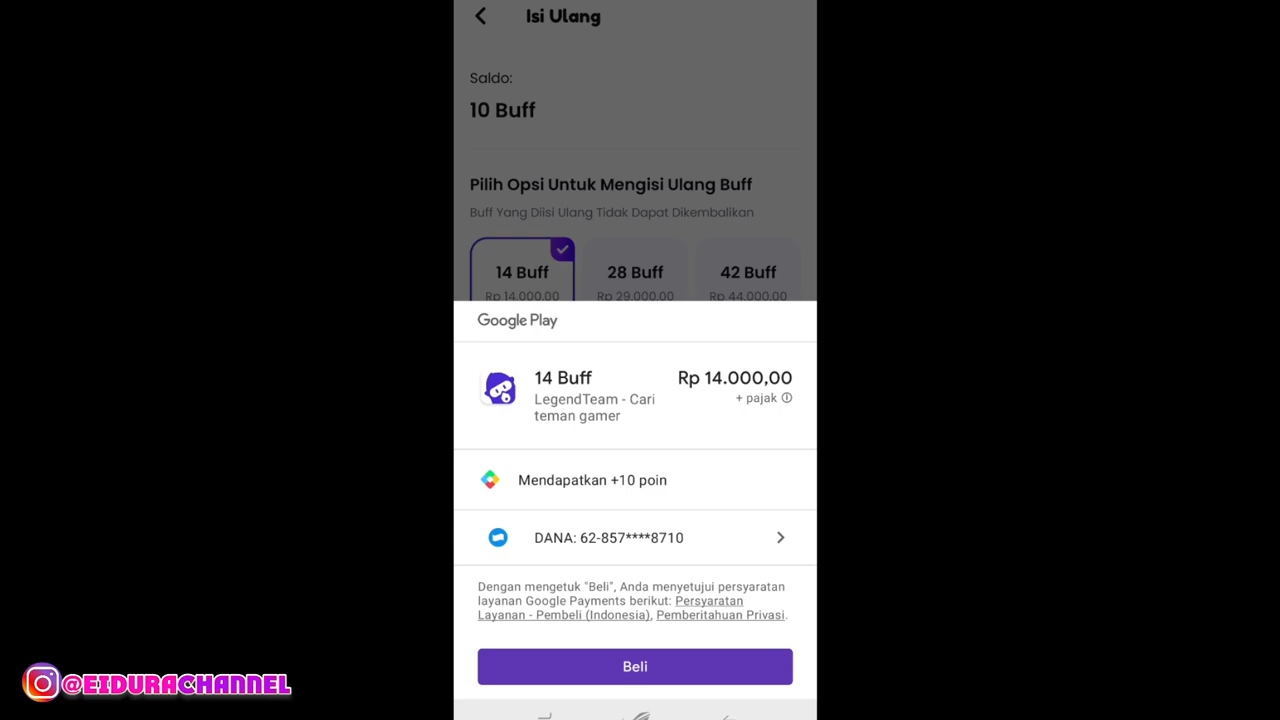 Isi Ulang
Saldo:
10 Buff
Pilih Opsi Untuk Mengisi Ulang Buff
Buff Yang Diisi Ulang Tidak Dapat Dikembalikan
14 Buff 28 Buff 42 Buff
Rp 14.000,00 Rp 29.000,00 Rp 44.000,00
Google Play
14 Buff Rp 14.000,00
LegendTeam - Cari + pajak
teman gamer
Mendapatkan +10 poin
DANA: 62-857****8710
Dengan mengetuk "Beli", Anda menyetujui persyaratan
layanan Google Payments berikut: Persyaratan
Layanan - Pembeli (Indonesia), Pemberitahuan Privasi.
Beli
@EIDURACHANNEL